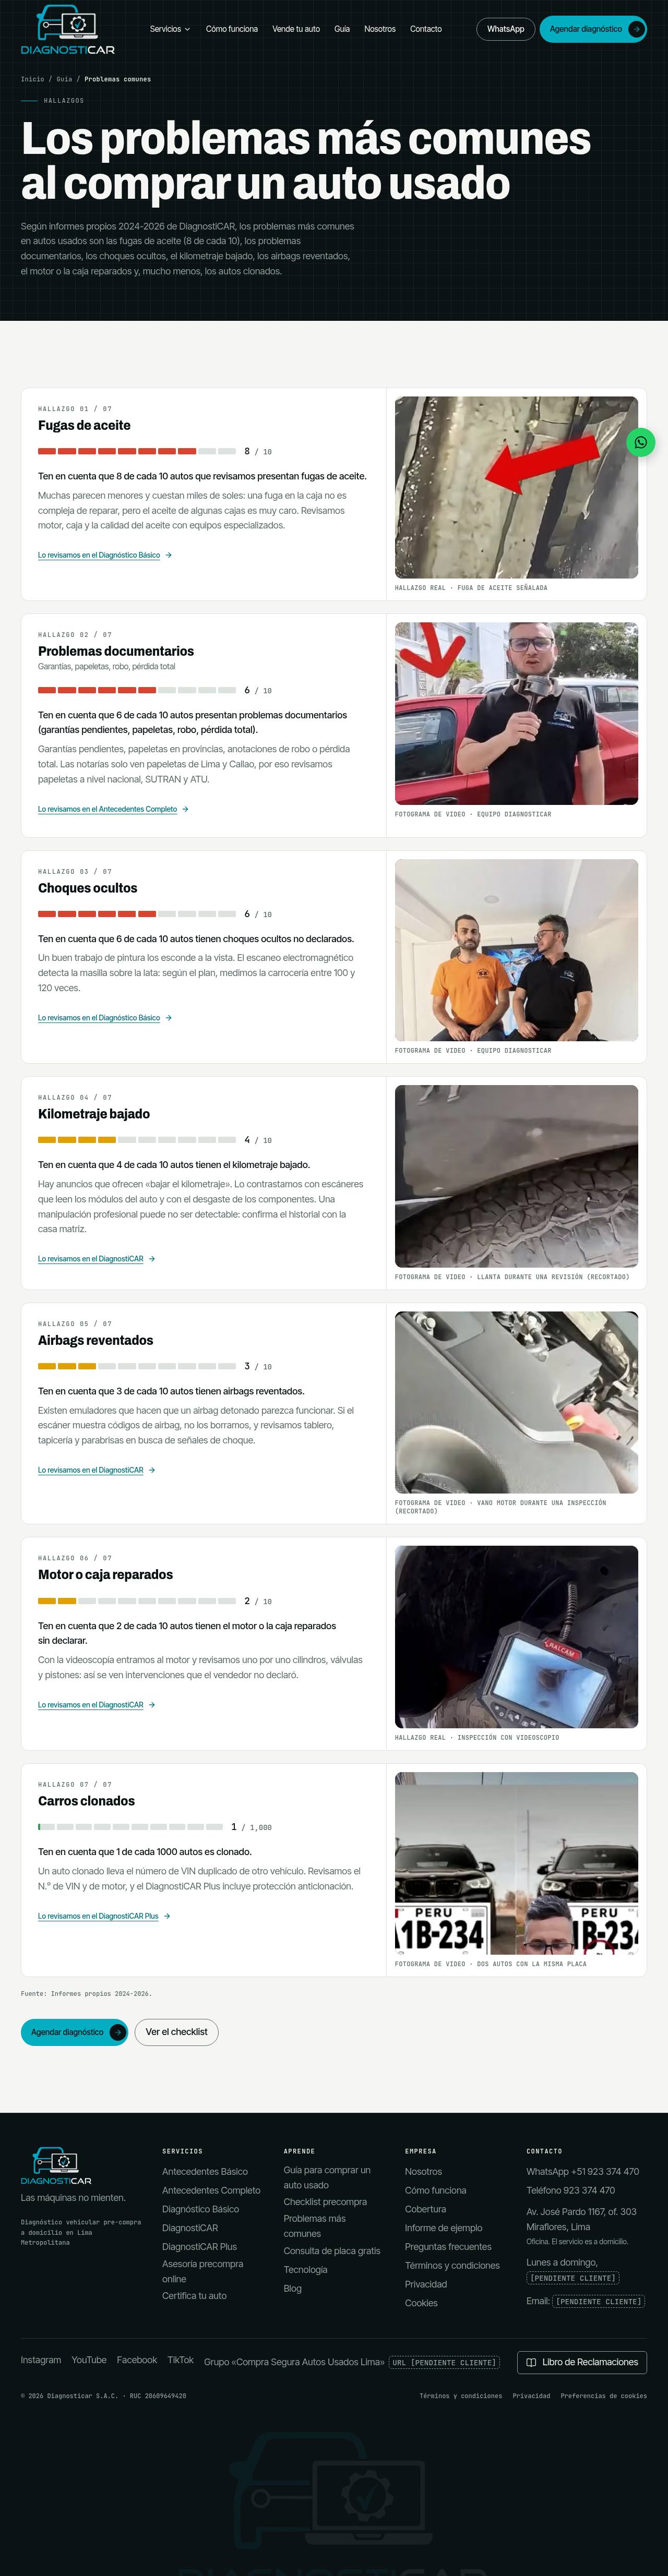 DIAGNOSTICAR
Servicios
Cómo funciona
Vende tu auto
Guía
Nosotros
Contacto
WhatsApp
Agendar diagnóstico
Inicio / Guía / Problemas comunes
HALLAZGOS
Los problemas más comunes
al comprar un auto usado
Según informes propios 2024-2026 de DiagnostiCAR, los problemas más comunes
en autos usados son las fugas de aceite (8 de cada 10), los problemas
documentarios, los choques ocultos, el kilometraje bajado, los airbags reventados,
el motor o la caja reparados y, mucho menos, los autos clonados.
HALLAZGO 01 / 07
Fugas de aceite
8 / 10
Ten en cuenta que 8 de cada 10 autos que revisamos presentan fugas de aceite.
Muchas parecen menores y cuestan miles de soles: una fuga en la caja no es
compleja de reparar, pero el aceite de algunas cajas es muy caro. Revisamos
motor, caja y la calidad del aceite con equipos especializados.
Lo revisamos en el Diagnóstico Básico
HALLAZGO REAL · FUGA DE ACEITE SEÑALADA
HALLAZGO 02 / 07
Problemas documentarios
Garantías, papeletas, robo, pérdida total
6 / 10
Ten en cuenta que 6 de cada 10 autos presentan problemas documentarios
(garantías pendientes, papeletas, robo, pérdida total).
Garantías pendientes, papeletas en provincias, anotaciones de robo o pérdida
total. Las notarías solo ven papeletas de Lima y Callao, por eso revisamos
papeletas a nivel nacional, SUTRAN y ATU.
Lo revisamos en el Antecedentes Completo
FOTOGRAMA DE VIDEO · EQUIPO DIAGNOSTICAR
HALLAZGO 03 / 07
Choques ocultos
6 / 10
Ten en cuenta que 6 de cada 10 autos tienen choques ocultos no declarados.
Un buen trabajo de pintura los esconde a la vista. El escaneo electromagnético
detecta la masilla sobre la lata: según el plan, medimos la carrocería entre 100 y
120 veces.
Lo revisamos en el Diagnóstico Básico
FOTOGRAMA DE VIDEO · EQUIPO DIAGNOSTICAR
HALLAZGO 04 / 07
Kilometraje bajado
4 / 10
Ten en cuenta que 4 de cada 10 autos tienen el kilometraje bajado.
Hay anuncios que ofrecen «bajar el kilometraje». Lo contrastamos con escáneres
que leen los módulos del auto y con el desgaste de los componentes. Una
manipulación profesional puede no ser detectable: confirma el historial con la
casa matriz.
Lo revisamos en el DiagnostiCAR
FOTOGRAMA DE VIDEO · LLANTA DURANTE UNA REVISIÓN (RECORTADO)
HALLAZGO 05 / 07
Airbags reventados
3 / 10
Ten en cuenta que 3 de cada 10 autos tienen airbags reventados.
Existen emuladores que hacen que un airbag detonado parezca funcionar. Si el
escáner muestra códigos de airbag, no los borramos, y revisamos tablero,
tapicería y parabrisas en busca de señales de choque.
Lo revisamos en el DiagnostiCAR
FOTOGRAMA DE VIDEO · VANO MOTOR DURANTE UNA INSPECCIÓN
(RECORTADO)
HALLAZGO 06 / 07
Motor o caja reparados
2 / 10
Ten en cuenta que 2 de cada 10 autos tienen el motor o la caja reparados
sin declarar.
Con la videoscopia entramos al motor y revisamos uno por uno cilindros, válvulas
y pistones: así se ven intervenciones que el vendedor no declaró.
Lo revisamos en el DiagnostiCAR
RALCAM
HALLAZGO REAL · INSPECCIÓN CON VIDEOSCOPIO
HALLAZGO 07 / 07
Carros clonados
1 / 1,000
Ten en cuenta que 1 de cada 1000 autos es clonado.
Un auto clonado lleva el número de VIN duplicado de otro vehículo. Revisamos el
N.° de VIN y de motor, y el DiagnostiCAR Plus incluye protección anticlonación.
Lo revisamos en el DiagnostiCAR Plus
PERU
PERU
A1B-234
1B-234
FOTOGRAMA DE VIDEO · DOS AUTOS CON LA MISMA PLACA
Fuente: Informes propios 2024-2026.
Agendar diagnóstico
Ver el checklist
DIAGNOSTICAR
Las máquinas no mienten.
Diagnóstico vehicular pre-compra
a domicilio en Lima
Metropolitana
SERVICIOS
Antecedentes Básico
Antecedentes Completo
Diagnóstico Básico
DiagnostiCAR
DiagnostiCAR Plus
Asesoría precompra
online
Certifica tu auto
APRENDE
Guía para comprar un
auto usado
Checklist precompra
Problemas más
comunes
Consulta de placa gratis
Tecnología
Blog
EMPRESA
Nosotros
Cómo funciona
Cobertura
Informe de ejemplo
Preguntas frecuentes
Términos y condiciones
Privacidad
Cookies
CONTACTO
WhatsApp +51 923 374 470
Teléfono 923 374 470
Av. José Pardo 1167, of. 303
Miraflores, Lima
Oficina. El servicio es a domicilio.
Lunes a domingo,
[PENDIENTE CLIENTE]
Email: [PENDIENTE CLIENTE]
Instagram
YouTube
Facebook
TikTok
Grupo «Compra Segura Autos Usados Lima» URL [PENDIENTE CLIENTE]
Libro de Reclamaciones
© 2026 Diagnosticar S.A.C. · RUC 20609649420
Términos y condiciones
Privacidad
Preferencias de cookies